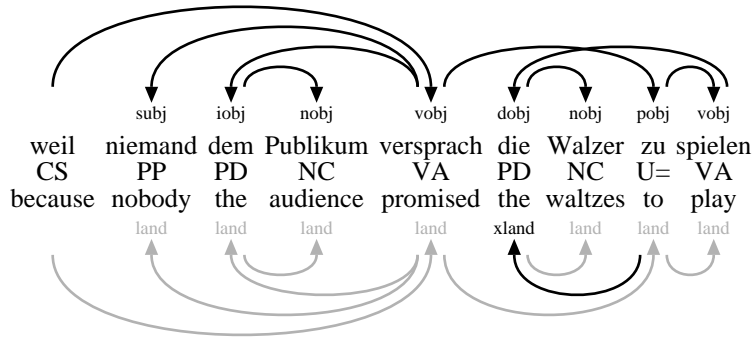 subj iobj nobj vobj dobj nobj pobj vobj
weil niemand dem Publikum versprach die Walzer zu spielen
CS PP PD NC VA PD NC U= VA
because nobody the audience promised the waltzes to play
land land land land xland land land land